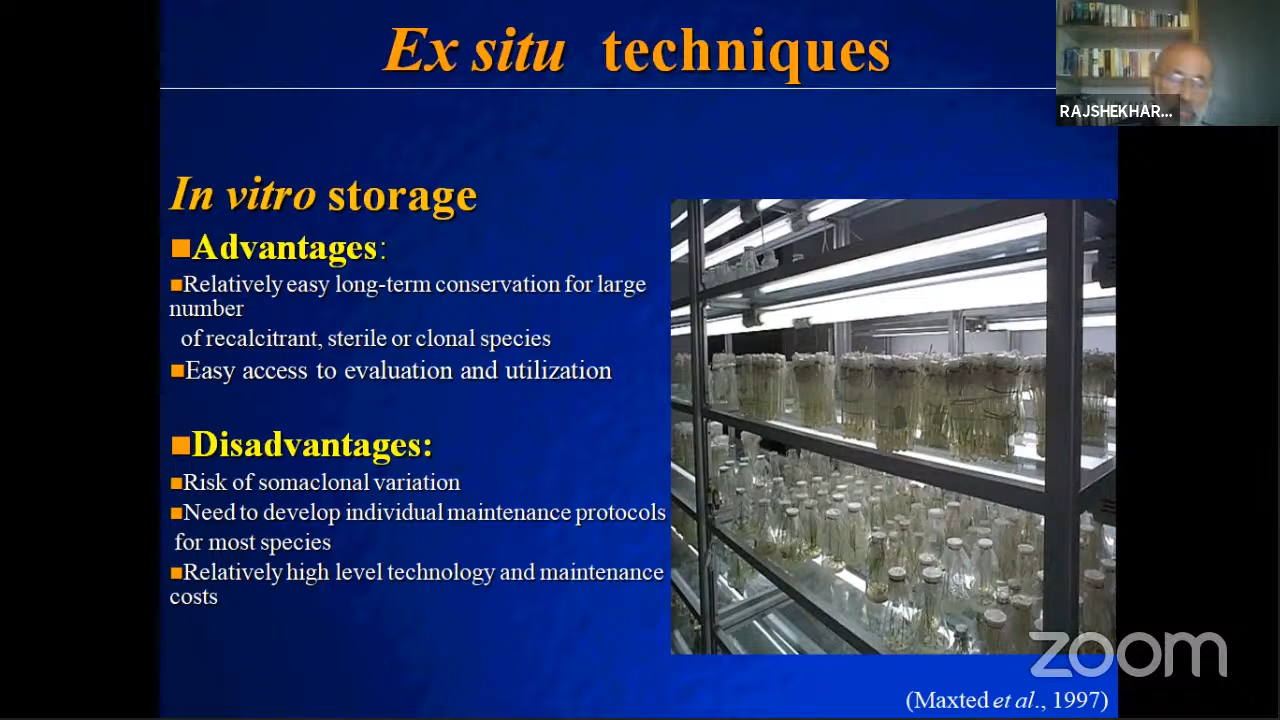 Ex situ techniques
RAJSHEKHAR...
In vitro storage
Advantages:
Relatively easy long-term conservation for large
number
of recalcitrant, sterile or clonal species
Easy access to evaluation and utilization
Disadvantages:
Risk of somaclonal variation
Need to develop individual maintenance protocols
for most species
Relatively high level technology and maintenance
costs
zoom
(Maxted et al., 1997)